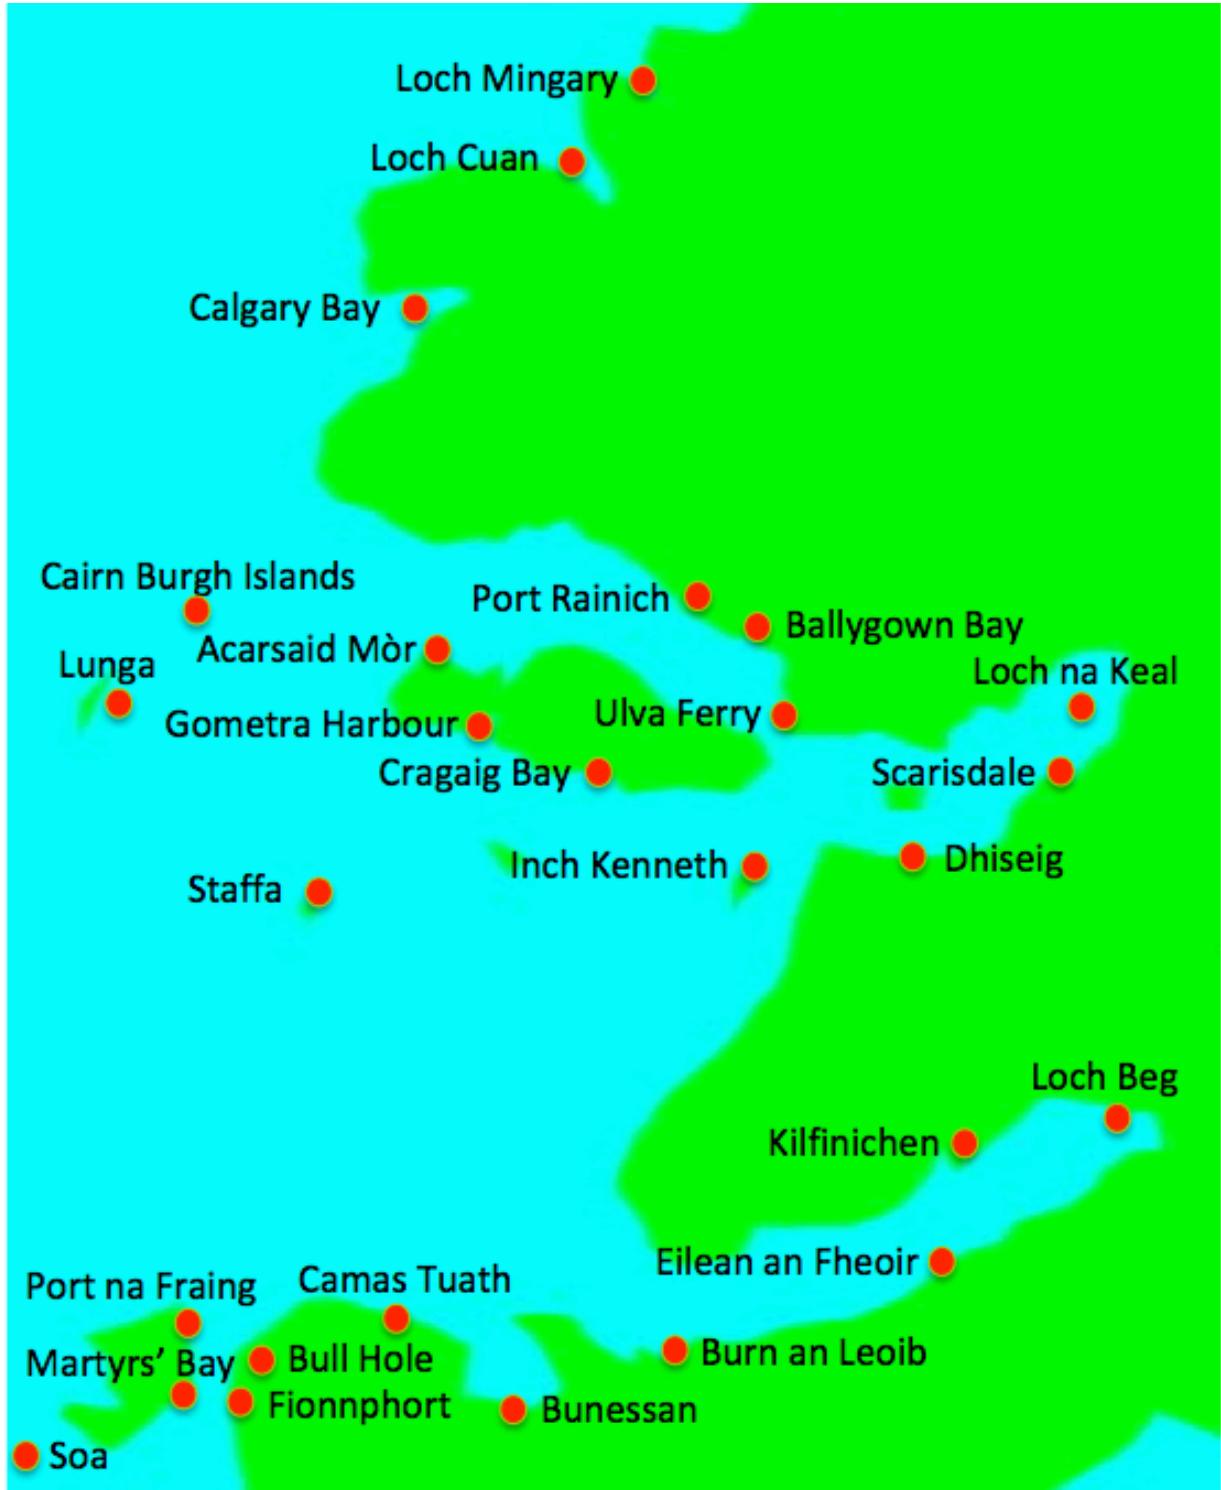 Loch Mingary
Loch Cuan
Calgary Bay
Cairn Burgh Islands
Port Rainich
Ballygown Bay
Acarsaid Mòr
Lunga
Loch na Keal
Gometra Harbour
Ulva Ferry
Cragaig Bay
Scarisdale
Inch Kenneth
Dhiseig
Staffa
Loch Beg
Kilfinichen
Eilean an Fheoir
Port na Fraing
Camas Tuath
Martyrs’ Bay
Bull Hole
Burn an Leoib
Fionnphort
Bunessan
Soa